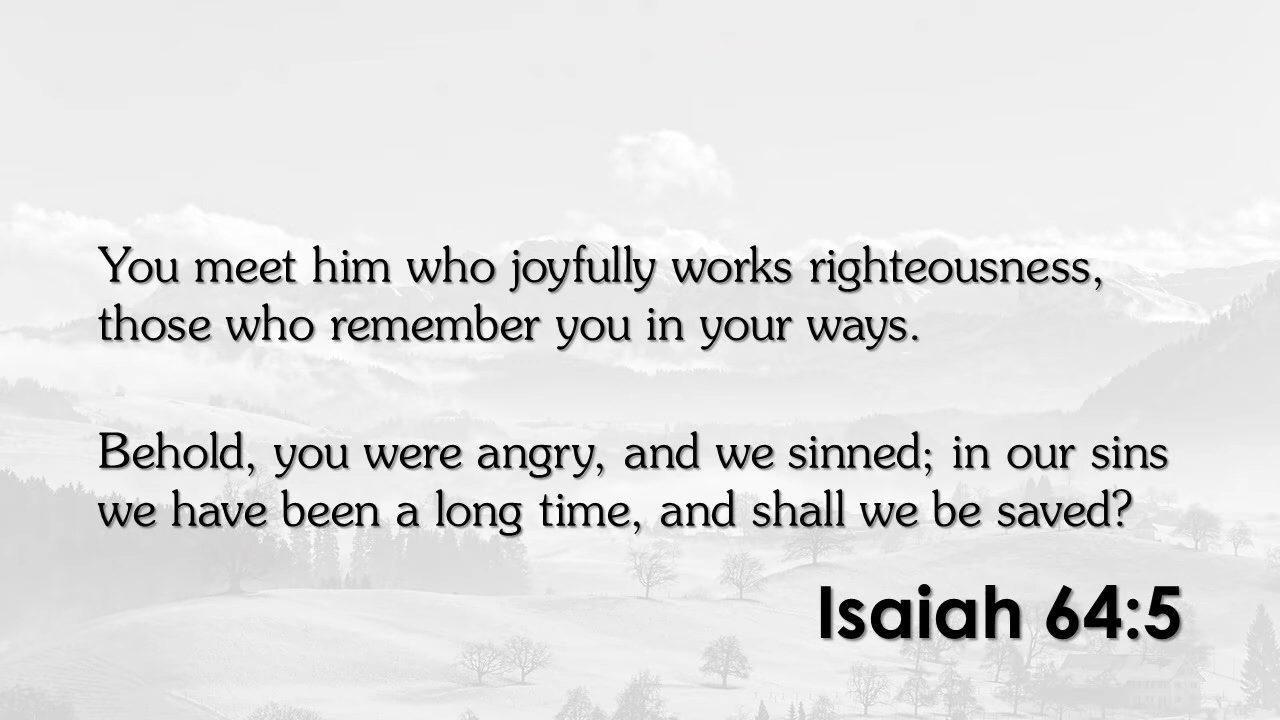 You meet him who joyfully works righteousness,
those who remember you in your ways.
Behold, you were angry, and we sinned; in our sins
we have been a long time, and shall we be saved?
Isaiah 64:5